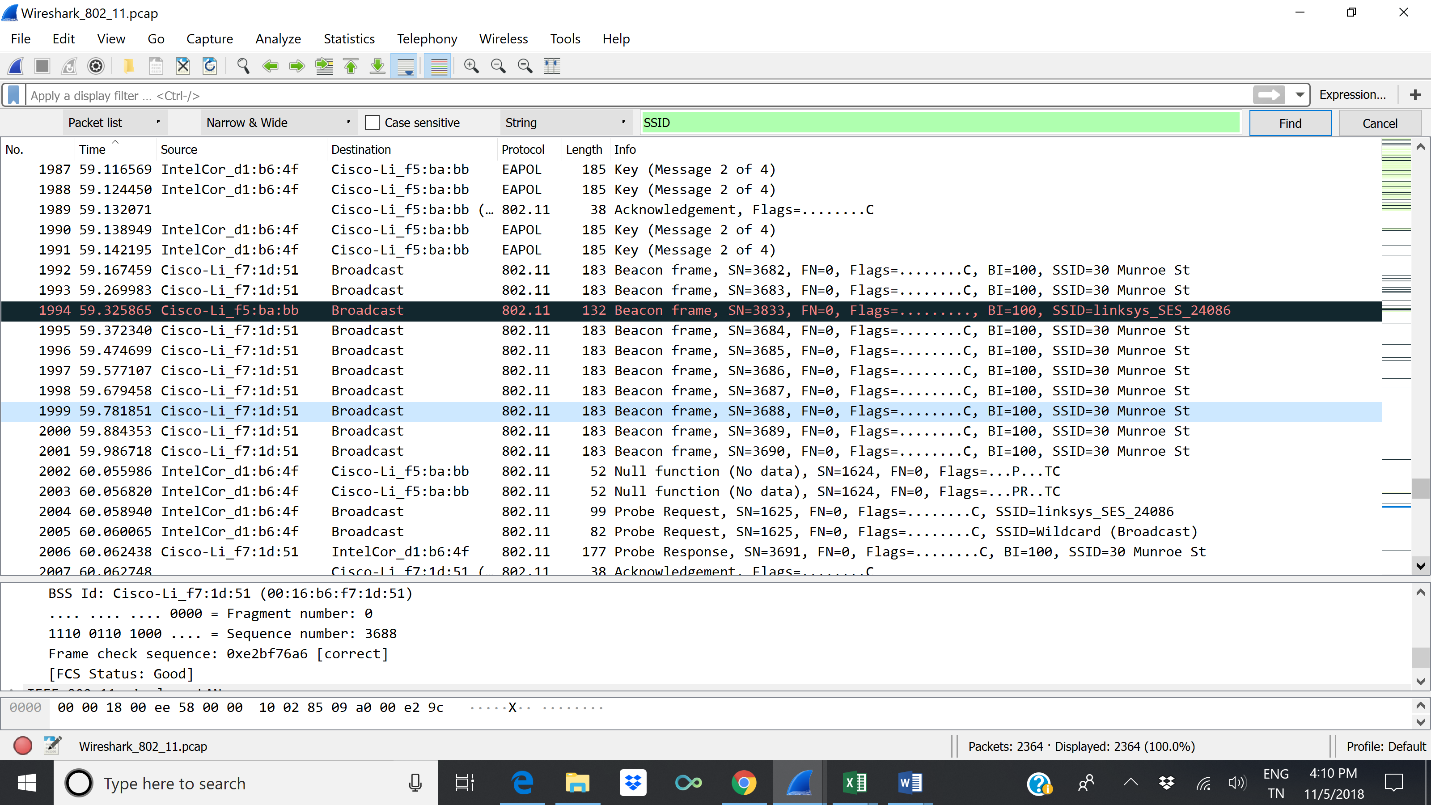 Wireshark_802_11.pcap
File Edit View Go Capture Analyze Statistics Telephony Wireless Tools Help
Apply a display filter ... <Ctrl-/> Expression... +
Packet list Narrow & Wide Case sensitive String SSID Find Cancel
No. Time Source Destination Protocol Length Info
1987 59.116569 IntelCor_d1:b6:4f Cisco-Li_f5:ba:bb EAPOL 185 Key (Message 2 of 4)
1988 59.124450 IntelCor_d1:b6:4f Cisco-Li_f5:ba:bb EAPOL 185 Key (Message 2 of 4)
1989 59.132071 Cisco-Li_f5:ba:bb (… 802.11 38 Acknowledgement, Flags=........C
1990 59.138949 IntelCor_d1:b6:4f Cisco-Li_f5:ba:bb EAPOL 185 Key (Message 2 of 4)
1991 59.142195 IntelCor_d1:b6:4f Cisco-Li_f5:ba:bb EAPOL 185 Key (Message 2 of 4)
1992 59.167459 Cisco-Li_f7:1d:51 Broadcast 802.11 183 Beacon frame, SN=3682, FN=0, Flags=........C, BI=100, SSID=30 Munroe St
1993 59.269983 Cisco-Li_f7:1d:51 Broadcast 802.11 183 Beacon frame, SN=3683, FN=0, Flags=........C, BI=100, SSID=30 Munroe St
1994 59.325865 Cisco-Li_f5:ba:bb Broadcast 802.11 132 Beacon frame, SN=3833, FN=0, Flags=........., BI=100, SSID=linksys_SES_24086
1995 59.372340 Cisco-Li_f7:1d:51 Broadcast 802.11 183 Beacon frame, SN=3684, FN=0, Flags=........C, BI=100, SSID=30 Munroe St
1996 59.474699 Cisco-Li_f7:1d:51 Broadcast 802.11 183 Beacon frame, SN=3685, FN=0, Flags=........C, BI=100, SSID=30 Munroe St
1997 59.577107 Cisco-Li_f7:1d:51 Broadcast 802.11 183 Beacon frame, SN=3686, FN=0, Flags=........C, BI=100, SSID=30 Munroe St
1998 59.679458 Cisco-Li_f7:1d:51 Broadcast 802.11 183 Beacon frame, SN=3687, FN=0, Flags=........C, BI=100, SSID=30 Munroe St
1999 59.781851 Cisco-Li_f7:1d:51 Broadcast 802.11 183 Beacon frame, SN=3688, FN=0, Flags=........C, BI=100, SSID=30 Munroe St
2000 59.884353 Cisco-Li_f7:1d:51 Broadcast 802.11 183 Beacon frame, SN=3689, FN=0, Flags=........C, BI=100, SSID=30 Munroe St
2001 59.986718 Cisco-Li_f7:1d:51 Broadcast 802.11 183 Beacon frame, SN=3690, FN=0, Flags=........C, BI=100, SSID=30 Munroe St
2002 60.055986 IntelCor_d1:b6:4f Cisco-Li_f5:ba:bb 802.11 52 Null function (No data), SN=1624, FN=0, Flags=...P...TC
2003 60.056820 IntelCor_d1:b6:4f Cisco-Li_f5:ba:bb 802.11 52 Null function (No data), SN=1624, FN=0, Flags=...PR..TC
2004 60.058940 IntelCor_d1:b6:4f Broadcast 802.11 99 Probe Request, SN=1625, FN=0, Flags=........C, SSID=linksys_SES_24086
2005 60.060065 IntelCor_d1:b6:4f Broadcast 802.11 82 Probe Request, SN=1625, FN=0, Flags=........C, SSID=Wildcard (Broadcast)
2006 60.062438 Cisco-Li_f7:1d:51 IntelCor_d1:b6:4f 802.11 177 Probe Response, SN=3691, FN=0, Flags=........C, BI=100, SSID=30 Munroe St
2007 60.062748 Cisco-Li_f7:1d:51 ( 802.11 38 Acknowledgement, Flags=........C
BSS Id: Cisco-Li_f7:1d:51 (00:16:b6:f7:1d:51)
.... .... .... 0000 = Fragment number: 0
1110 0110 1000 .... = Sequence number: 3688
Frame check sequence: 0xe2bf76a6 [correct]
[FCS Status: Good]
0000 00 00 18 00 ee 58 00 00 10 02 85 09 a0 00 e2 9c ·····X·· ········
Wireshark_802_11.pcap Packets: 2364 · Displayed: 2364 (100.0%) Profile: Default
Type here to search ENG 4:10 PM
TN 11/5/2018